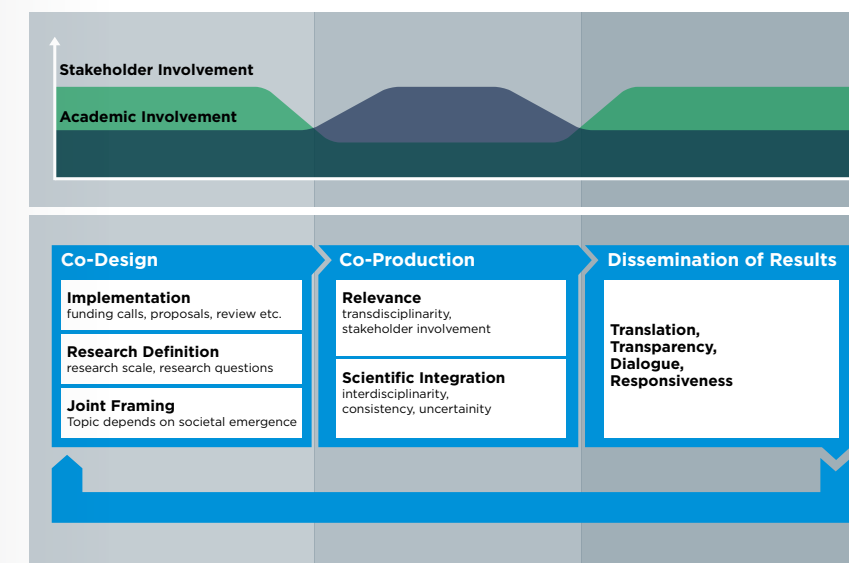 Stakeholder Involvement
Academic Involvement
Co-Design
Implementation
funding calls, proposals, review etc.
Research Definition
research scale, research questions
Joint Framing
Topic depends on societal emergence
Co-Production
Relevance
transdisciplinarity,
stakeholder involvement
Scientific Integration
interdisciplinarity,
consistency, uncertainity
Dissemination of Results
Translation,
Transparency,
Dialogue,
Responsiveness